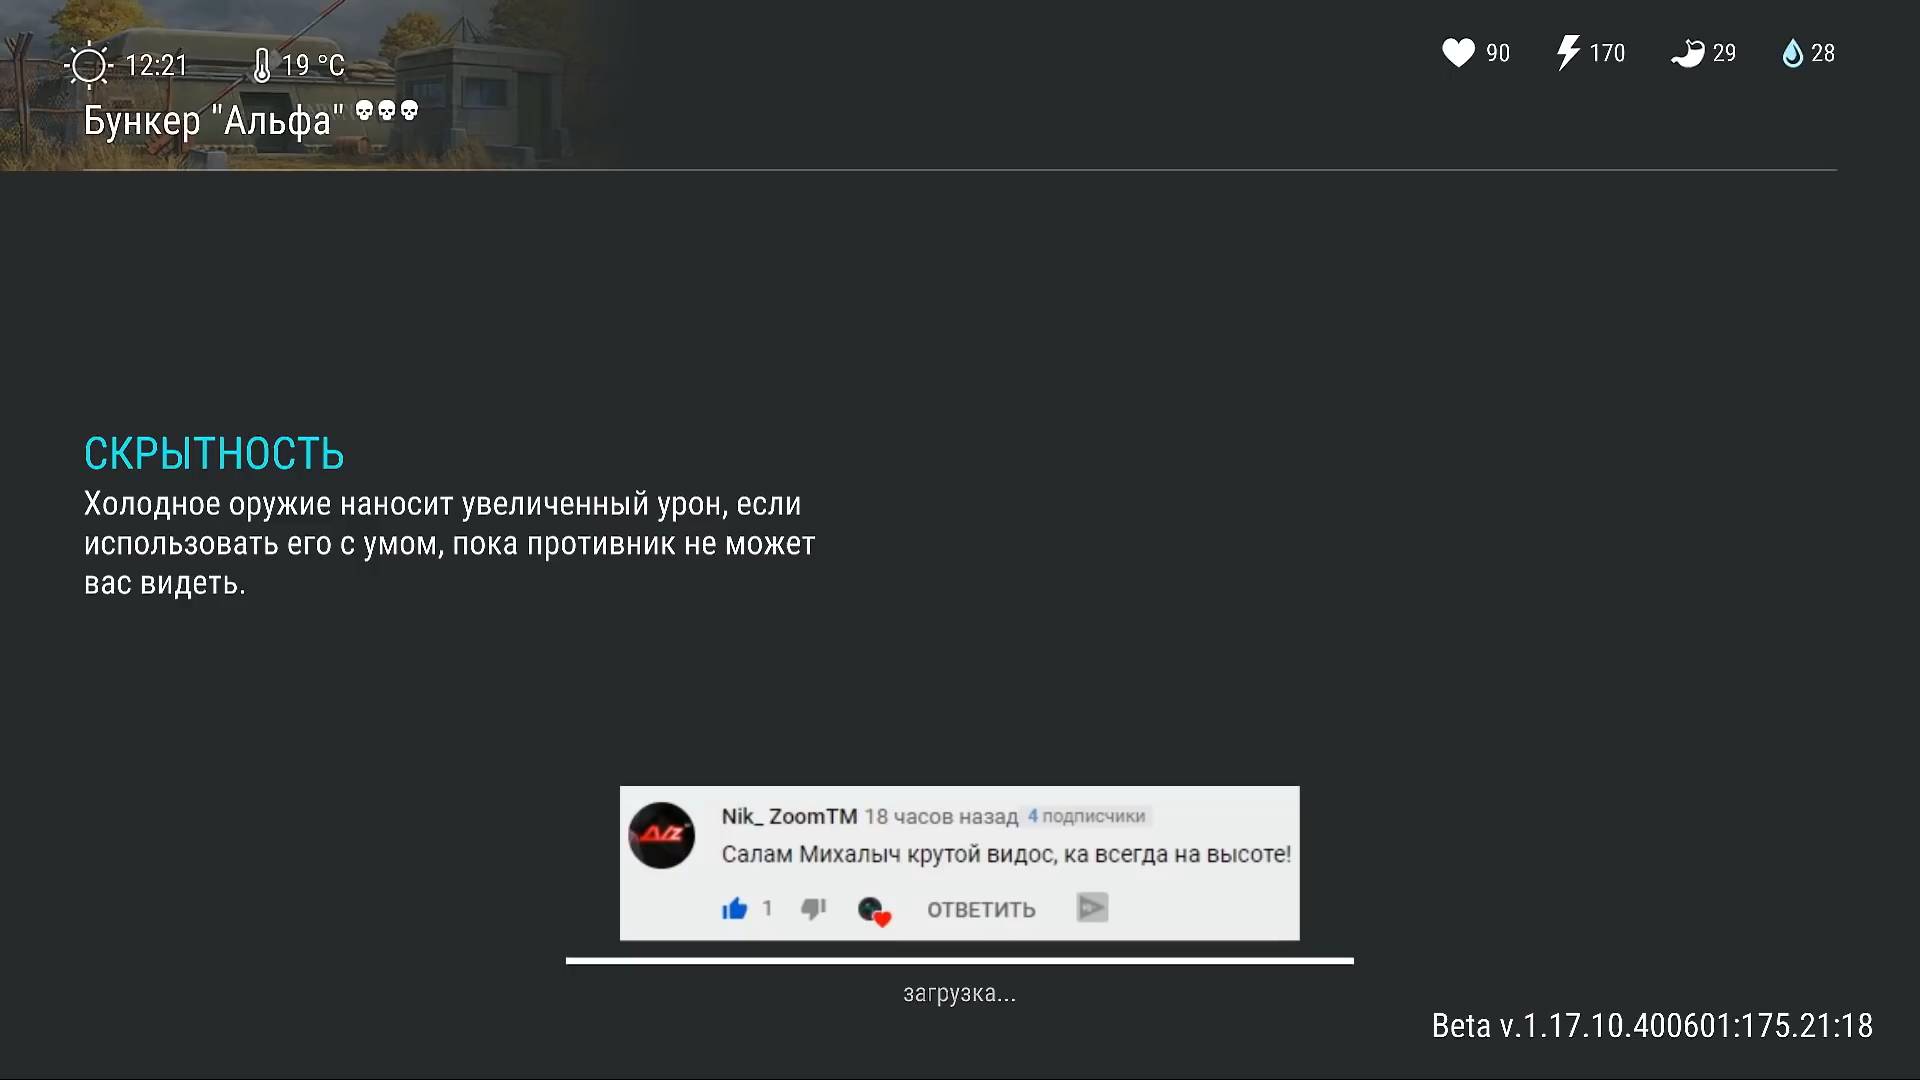 12:21 19 °C
90 170 29 28
Бункер "Альфа"
СКРЫТНОСТЬ
Холодное оружие наносит увеличенный урон, если
использовать его с умом, пока противник не может
вас видеть.
Nik_ ZoomTM 18 часов назад 4 подписчики
Салам Михалыч крутой видос, ка всегда на высоте!
1 ОТВЕТИТЬ
загрузка...
Beta v.1.17.10.400601:175.21:18